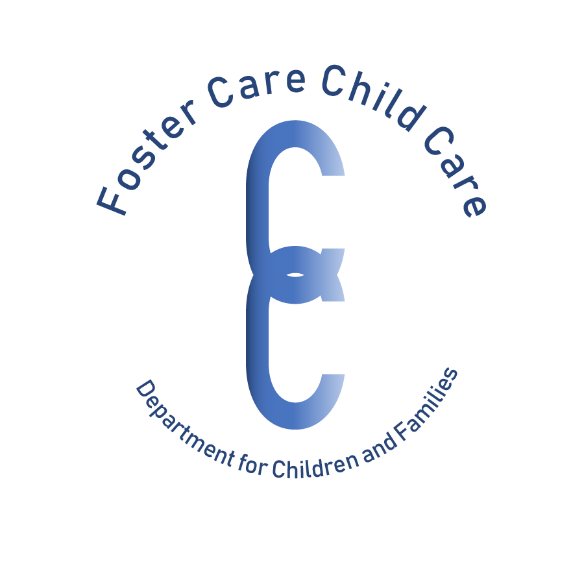 Foster Care Child Care
Department for Children and Families